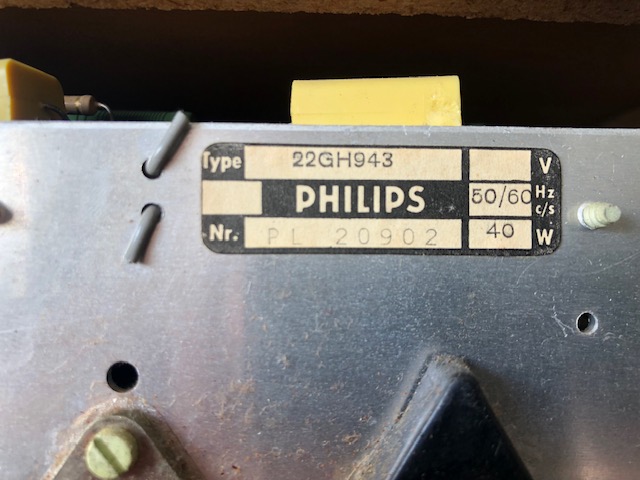 Type 22GH943 V
PHILIPS 50/60 Hz c/s
Nr. PL 20902 40 W